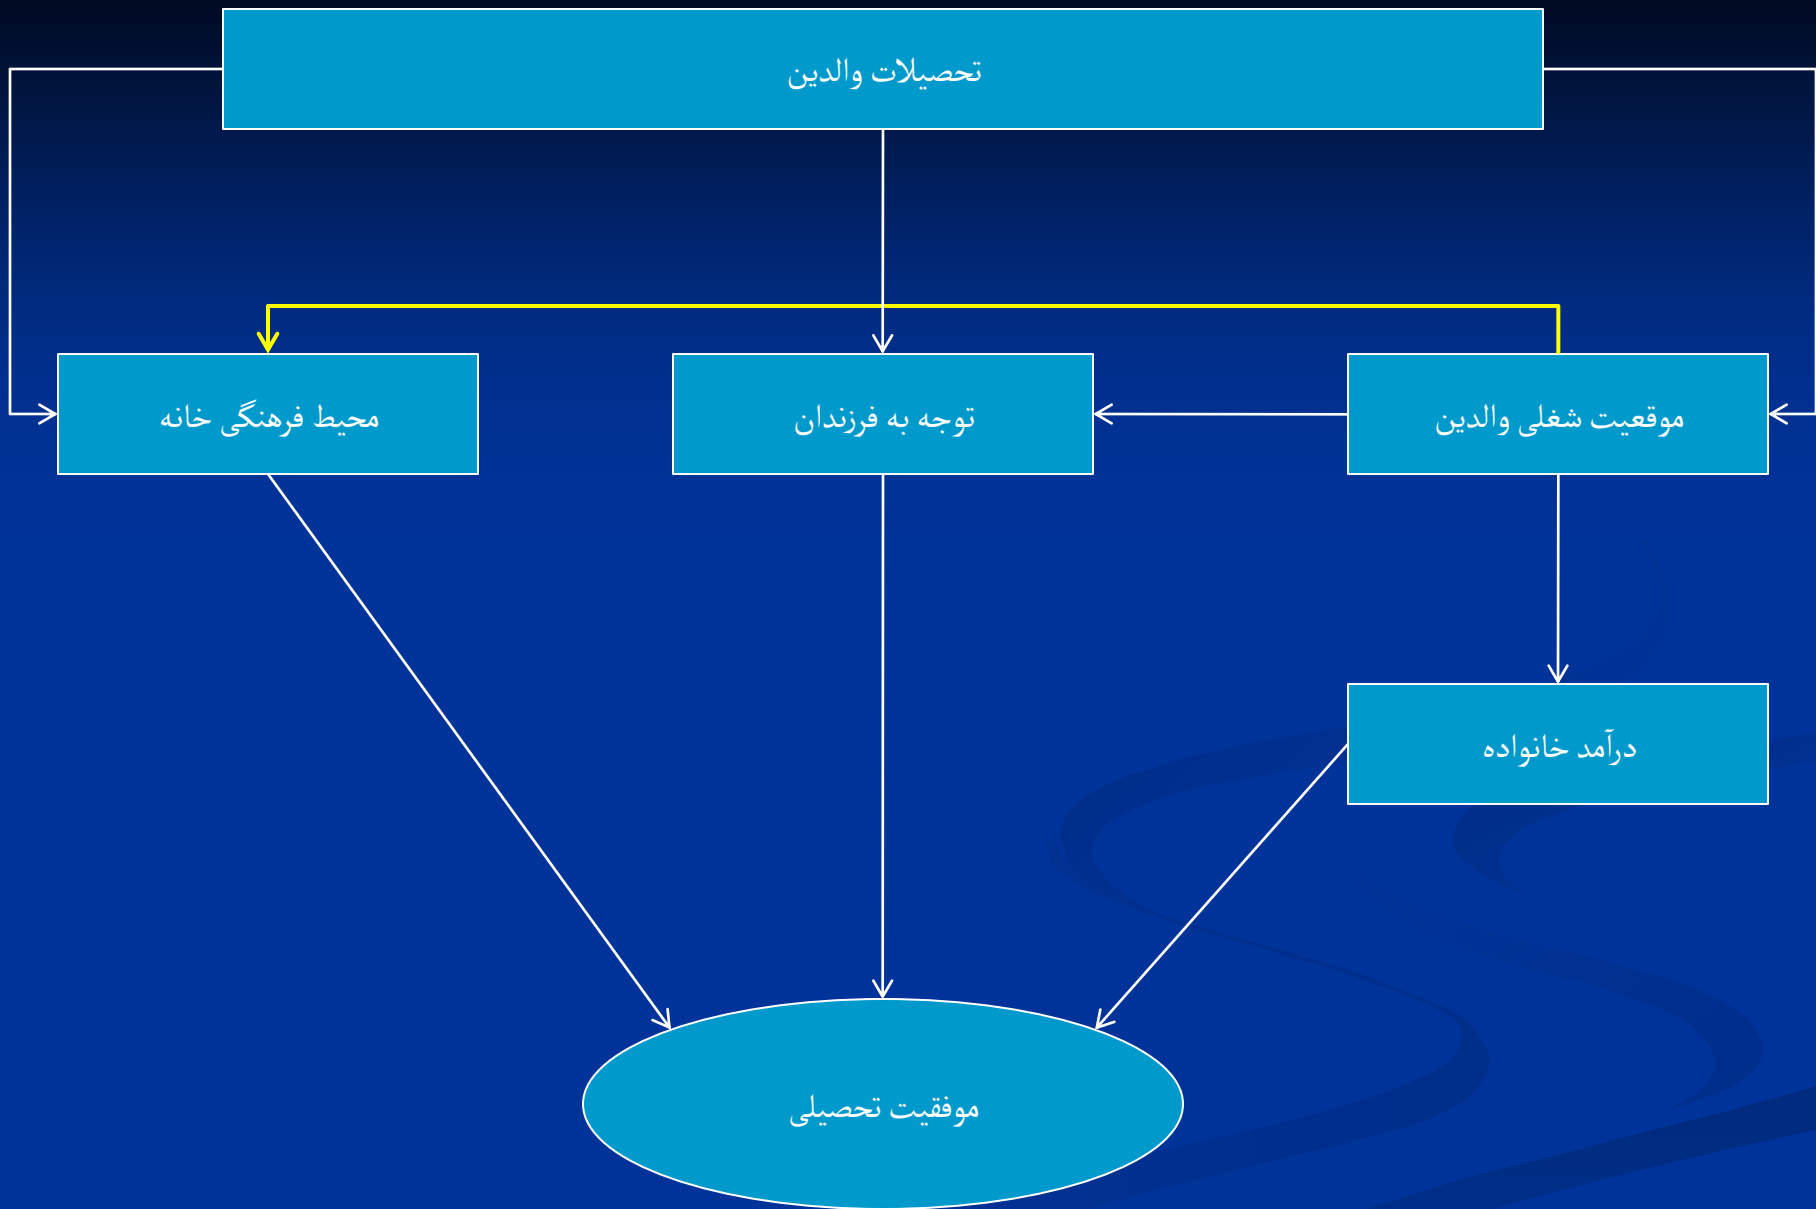 تحصیلات والدین
موقعیت شغلی والدین
توجه به فرزندان
محیط فرهنگی خانه
درآمد خانواده
موفقیت تحصیلی